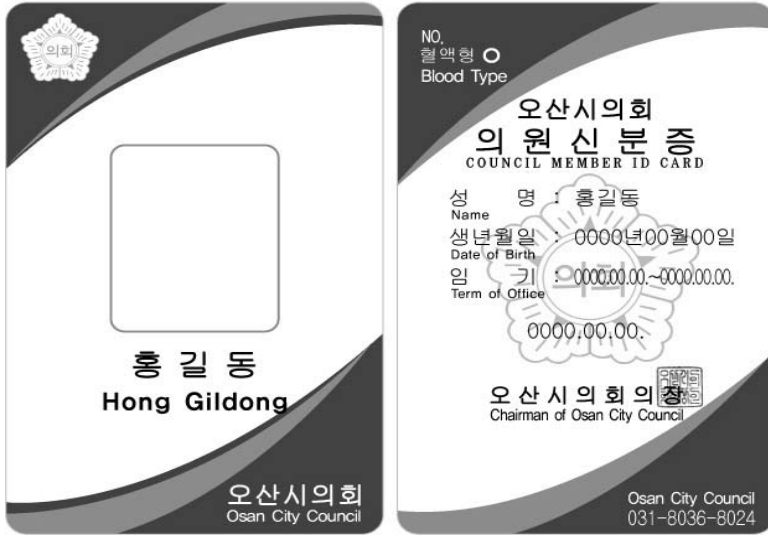 의회
홍길동
Hong Gildong
오산시의회
Osan City Council
NO.
혈액형 O
Blood Type
오산시의회
의원신분증
COUNCIL MEMBER ID CARD
성 명 : 홍길동
Name
생년월일 : 0000년00월00일
Date of Birth
의회
임 기 : 0000.00.00.~0000.00.00.
Term of Office
0000.00.00.
오산시의회의장
Chairman of Osan City Council
Osan City Council
031-8036-8024